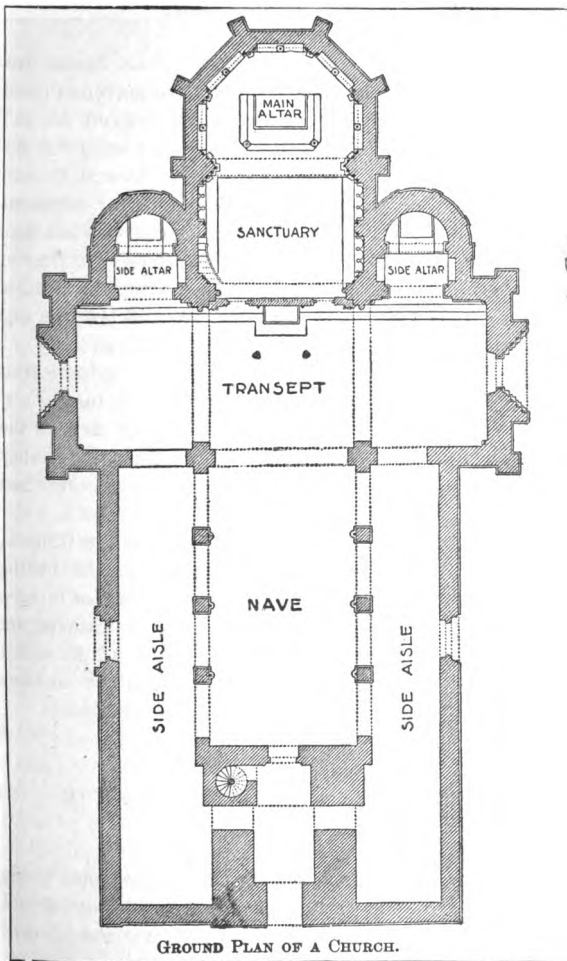 MAIN
ALTAR
SANCTUARY
SIDE ALTAR
SIDE ALTAR
TRANSEPT
NAVE
SIDE AISLE
SIDE AISLE
GROUND PLAN OF A CHURCH.